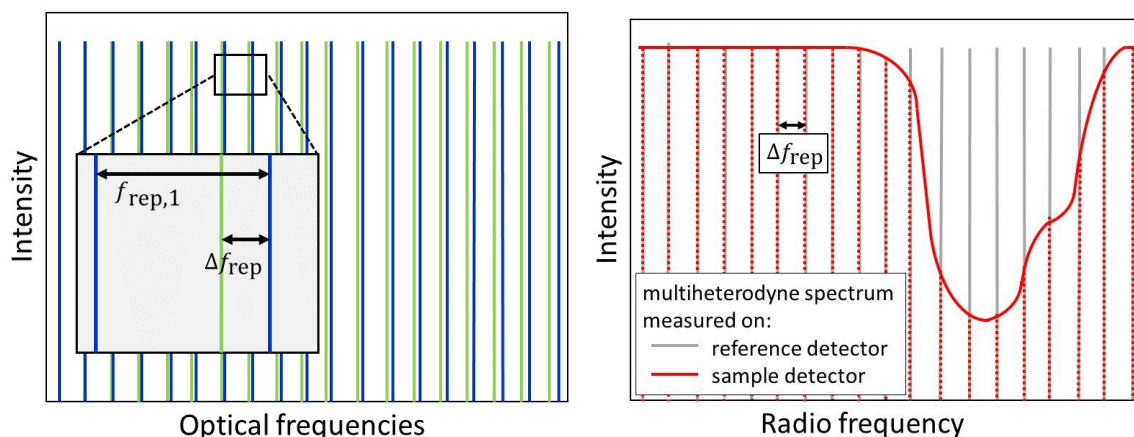 Intensity
f_rep,1
Δf_rep
Optical frequencies
Intensity
Δf_rep
multiheterodyne spectrum
measured on:
reference detector
sample detector
Radio frequency